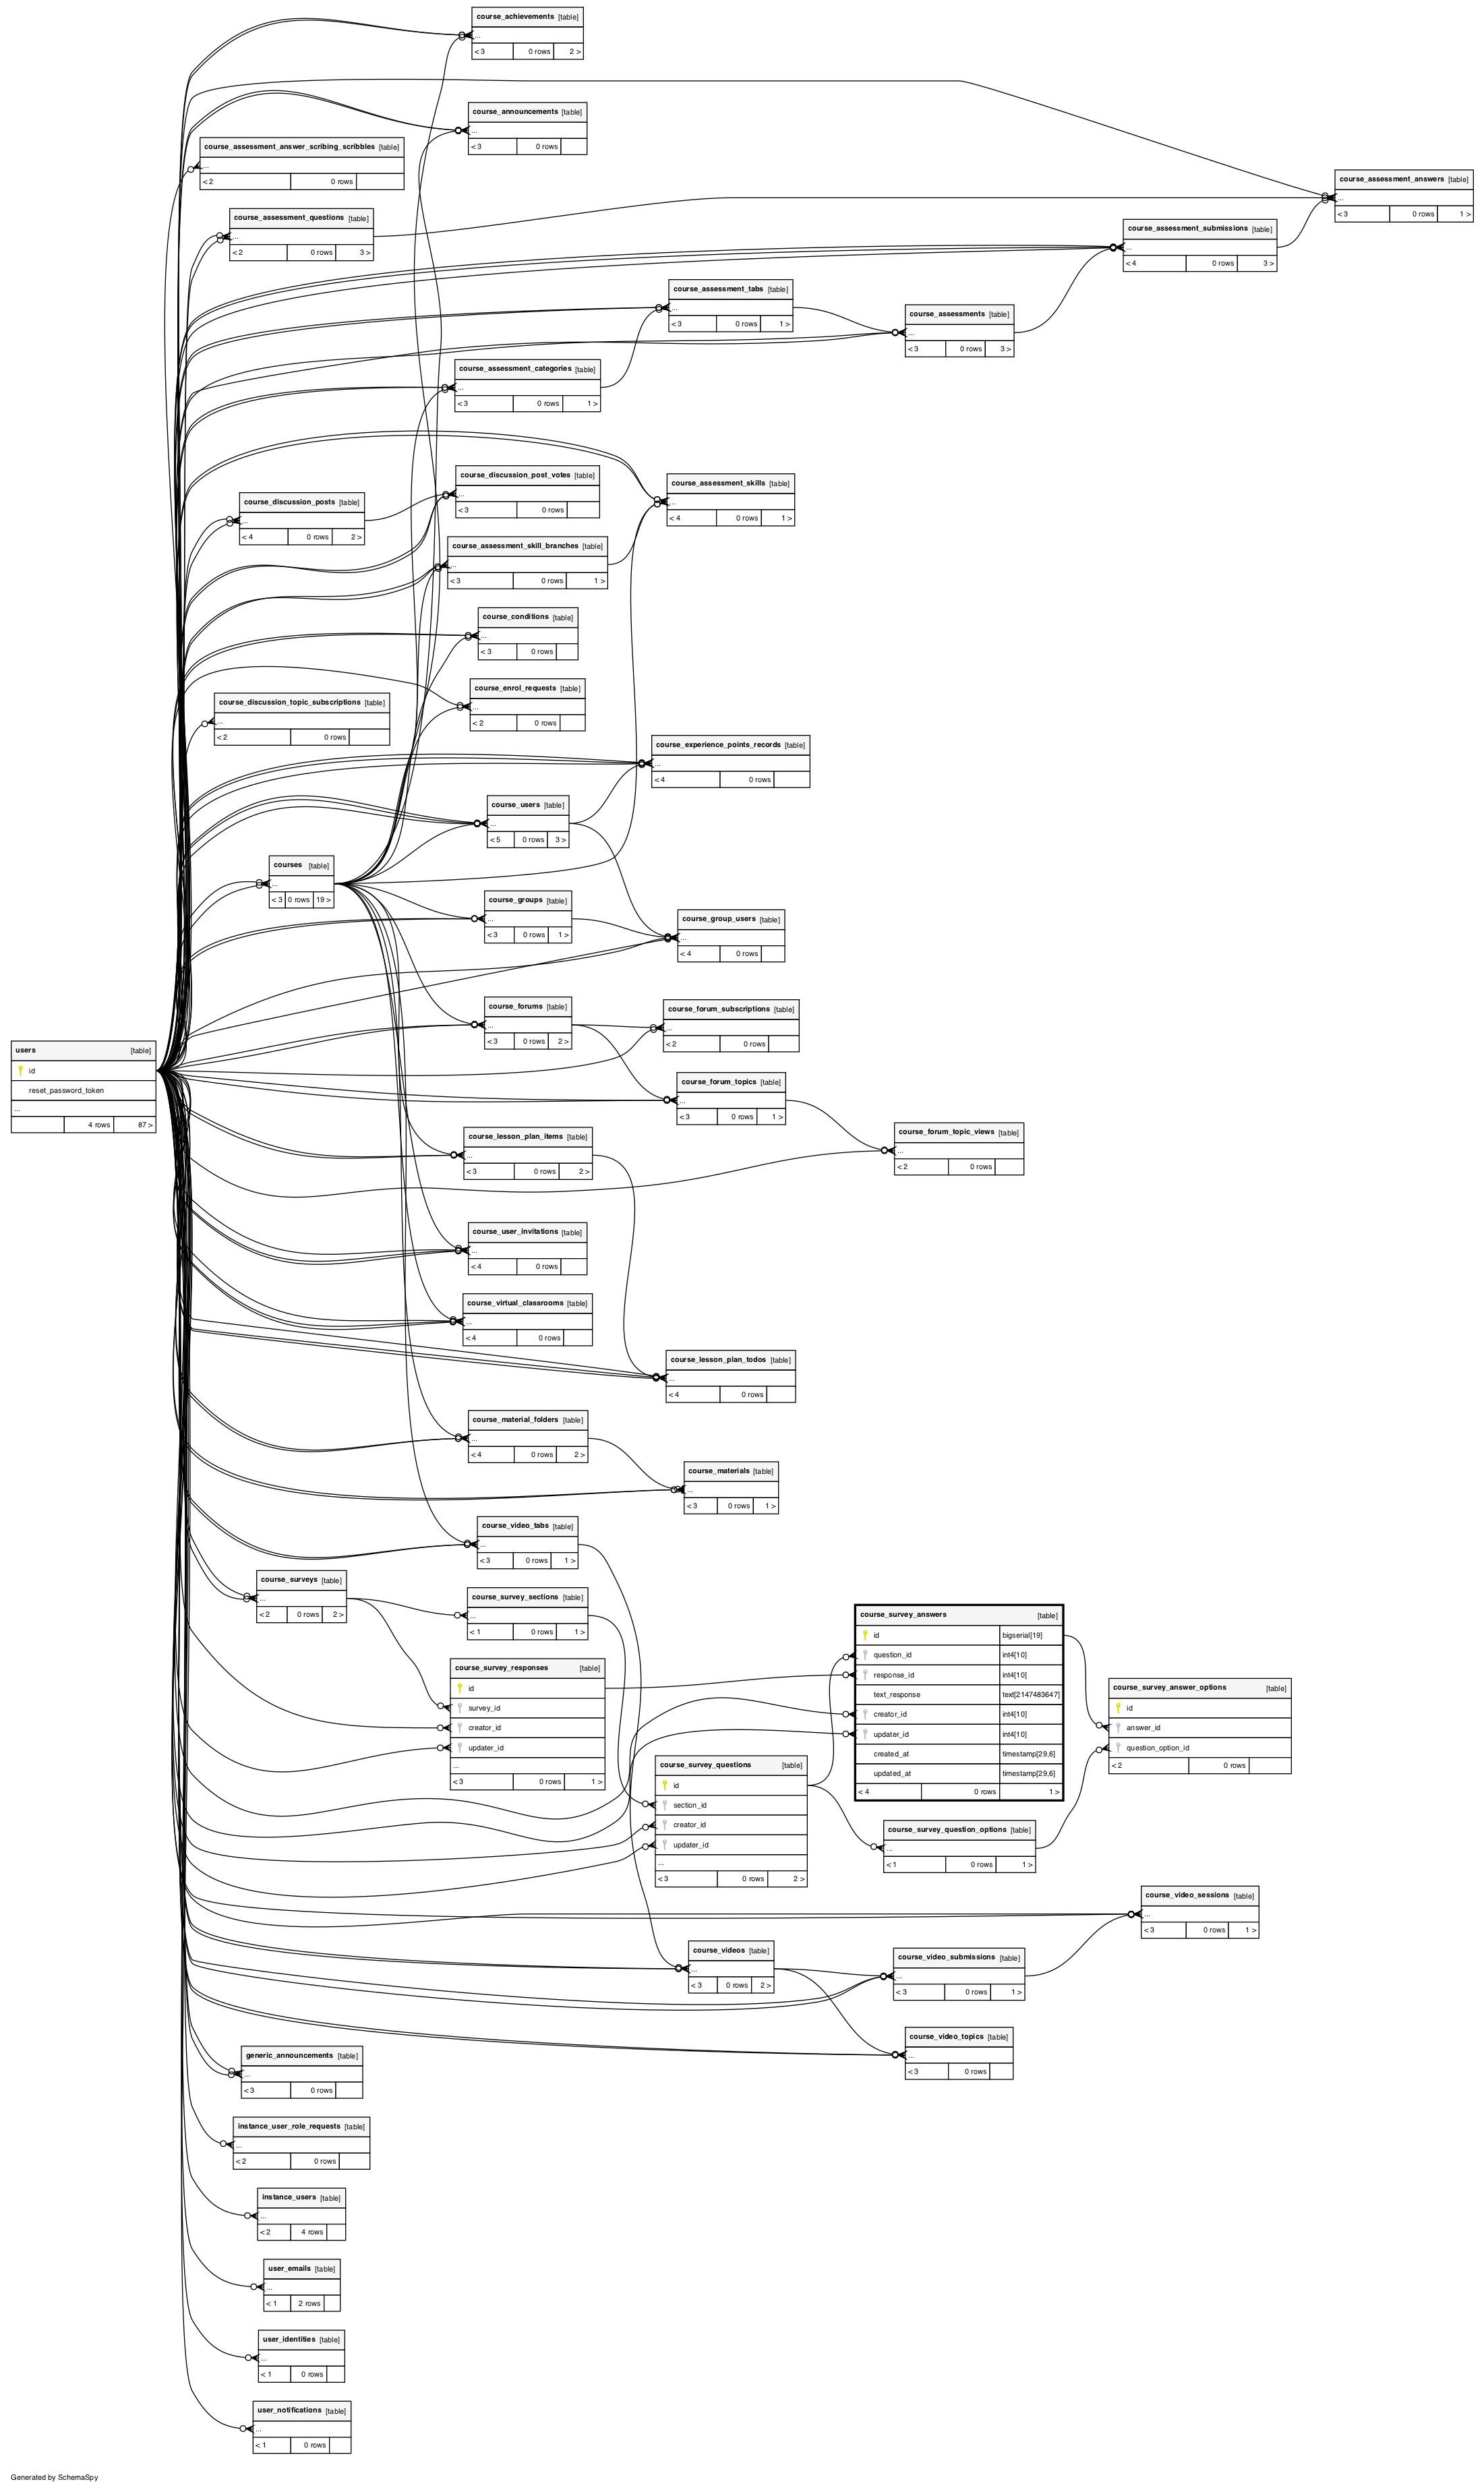 course_achievements [table]
...
< 3 0 rows 2 >
course_announcements [table]
...
< 3 0 rows
course_assessment_answer_scribing_scribbles [table]
...
< 2 0 rows
course_assessment_answers [table]
...
< 3 0 rows 1 >
course_assessment_questions [table]
...
< 2 0 rows 3 >
course_assessment_submissions [table]
...
< 4 0 rows 3 >
course_assessment_tabs [table]
...
< 3 0 rows 1 >
course_assessments [table]
...
< 3 0 rows 3 >
course_assessment_categories [table]
...
< 3 0 rows 1 >
course_discussion_post_votes [table]
...
< 3 0 rows
course_assessment_skills [table]
...
< 4 0 rows 1 >
course_discussion_posts [table]
...
< 4 0 rows 2 >
course_assessment_skill_branches [table]
...
< 3 0 rows 1 >
course_conditions [table]
...
< 3 0 rows
course_enrol_requests [table]
...
< 2 0 rows
course_discussion_topic_subscriptions [table]
...
< 2 0 rows
course_experience_points_records [table]
...
< 4 0 rows
course_users [table]
...
< 5 0 rows 3 >
courses [table]
...
< 3 0 rows 19 >
course_groups [table]
...
< 3 0 rows 1 >
course_group_users [table]
...
< 4 0 rows
course_forums [table]
...
< 3 0 rows 2 >
course_forum_subscriptions [table]
...
< 2 0 rows
users [table]
id
reset_password_token
...
4 rows 87 >
course_forum_topics [table]
...
< 3 0 rows 1 >
course_forum_topic_views [table]
...
< 2 0 rows
course_lesson_plan_items [table]
...
< 3 0 rows 2 >
course_user_invitations [table]
...
< 4 0 rows
course_virtual_classrooms [table]
...
< 4 0 rows
course_lesson_plan_todos [table]
...
< 4 0 rows
course_material_folders [table]
...
< 4 0 rows 2 >
course_materials [table]
...
< 3 0 rows 1 >
course_video_tabs [table]
...
< 3 0 rows 1 >
course_surveys [table]
...
< 2 0 rows 2 >
course_survey_sections [table]
...
< 1 0 rows 1 >
course_survey_answers [table]
id bigserial[19]
question_id int4[10]
response_id int4[10]
text_response text[2147483647]
creator_id int4[10]
updater_id int4[10]
created_at timestamp[29,6]
updated_at timestamp[29,6]
< 4 0 rows 1 >
course_survey_responses [table]
id
survey_id
creator_id
updater_id
...
< 3 0 rows 1 >
course_survey_answer_options [table]
id
answer_id
question_option_id
< 2 0 rows
course_survey_questions [table]
id
section_id
creator_id
updater_id
...
< 3 0 rows 2 >
course_survey_question_options [table]
...
< 1 0 rows 1 >
course_video_sessions [table]
...
< 3 0 rows 1 >
course_videos [table]
...
< 3 0 rows 2 >
course_video_submissions [table]
...
< 3 0 rows 1 >
course_video_topics [table]
...
< 3 0 rows
generic_announcements [table]
...
< 3 0 rows
instance_user_role_requests [table]
...
< 2 0 rows
instance_users [table]
...
< 2 4 rows
user_emails [table]
...
< 1 2 rows
user_identities [table]
...
< 1 0 rows
user_notifications [table]
...
< 1 0 rows
Generated by SchemaSpy